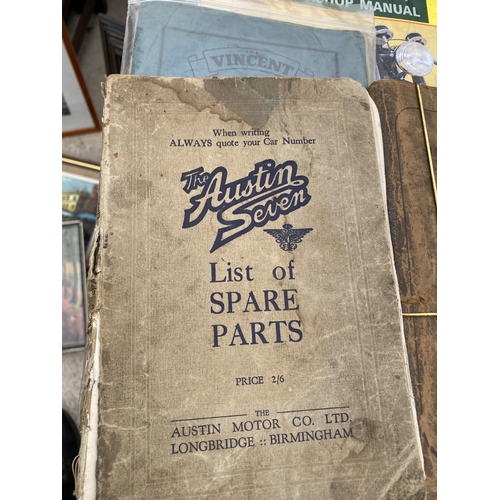 SHOP MANUAL
THE
VINCENT
When writing
ALWAYS quote your Car Number
The
Austin
Seven
List of
SPARE
PARTS
PRICE 2/6
THE
AUSTIN MOTOR CO. LTD.
LONGBRIDGE :: BIRMINGHAM